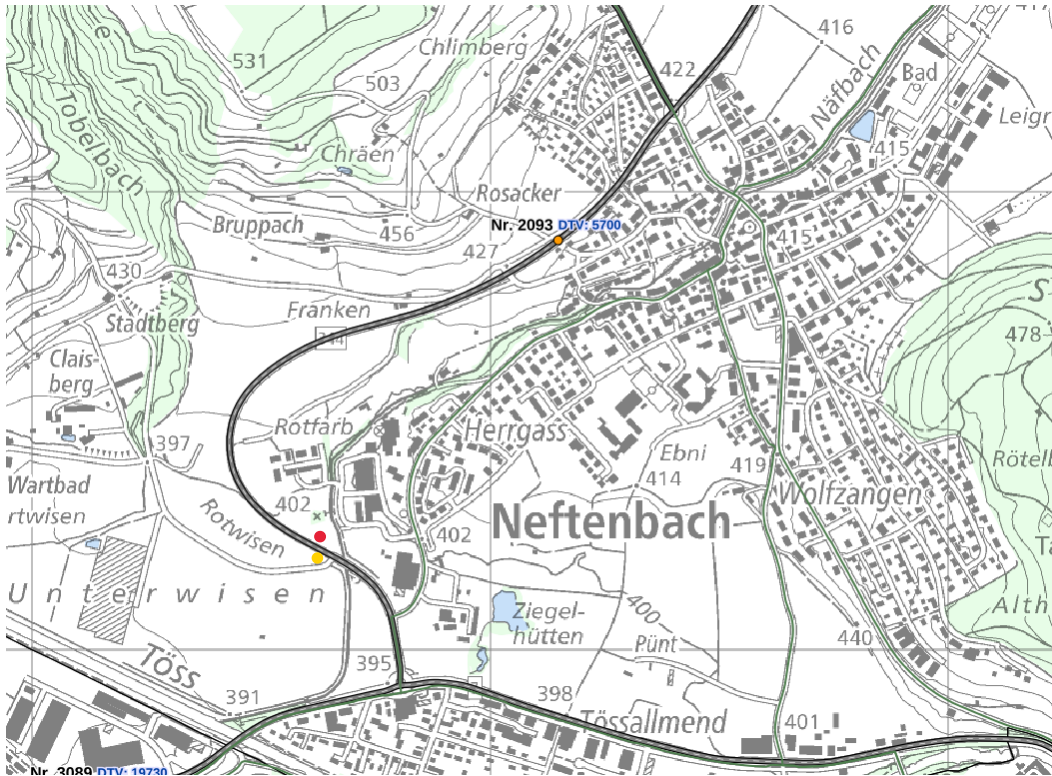 417
416
Chlimberg
531
422
Bad
503
Näfbach
Leigr
Tobelbach
415
Chräen
Rosacker
Bruppach
Nr. 2093 DTV: 5700
456
427
415
430
Franken
S
Stadtberg
478
Clais-
berg
Rotfarb
Herrgass
397
Ebni
419
Rötell
Wartbad
414
Wolfzangen
rtwisen
402
Rotwisen
Neftenbach
402
Unterwisen
Ziegel-
hütten
400
Alth
440
Pünt
Töss
395
391
398
Tössallmend
401
Nr. 3089 DTV: 19730